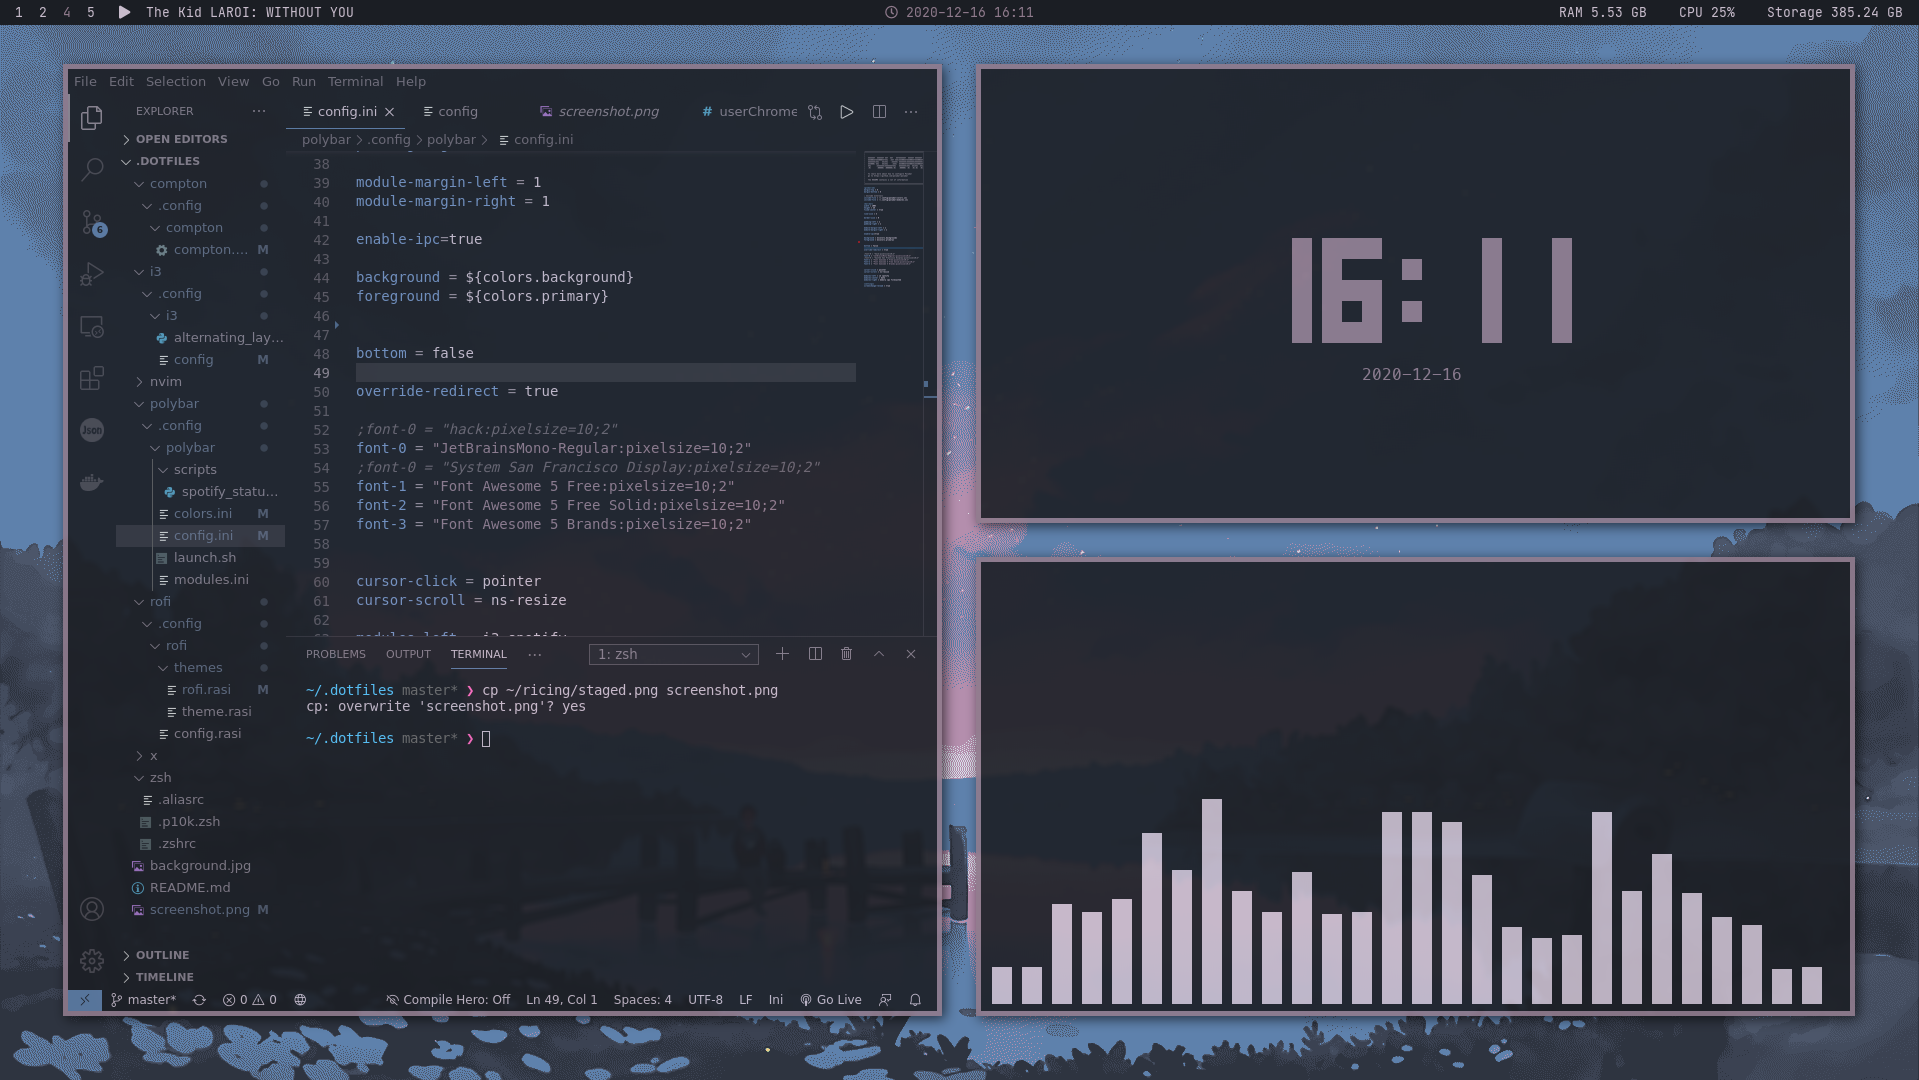 1 2 4 5 The Kid LAROI: WITHOUT YOU
2020-12-16 16:11
RAM 5.53 GB CPU 25% Storage 385.24 GB
File Edit Selection View Go Run Terminal Help
EXPLORER ···
OPEN EDITORS
.DOTFILES
compton
.config
compton
compton.... M
i3
.config
i3
alternating_lay...
config M
nvim
polybar
.config
polybar
scripts
spotify_statu...
colors.ini M
config.ini M
launch.sh
modules.ini
rofi
.config
rofi
themes
rofi.rasi M
theme.rasi
config.rasi
x
zsh
.aliasrc
.p10k.zsh
.zshrc
background.jpg
README.md
screenshot.png M
OUTLINE
TIMELINE
6
Json
config.ini config screenshot.png # userChrome ···
polybar > .config > polybar > config.ini
38
39 module-margin-left = 1
40 module-margin-right = 1
41
42 enable-ipc=true
43
44 background = ${colors.background}
45 foreground = ${colors.primary}
46
47
48 bottom = false
49
50 override-redirect = true
51
52 ;font-0 = "hack:pixelsize=10;2"
53 font-0 = "JetBrainsMono-Regular:pixelsize=10;2"
54 ;font-0 = "System San Francisco Display:pixelsize=10;2"
55 font-1 = "Font Awesome 5 Free:pixelsize=10;2"
56 font-2 = "Font Awesome 5 Free Solid:pixelsize=10;2"
57 font-3 = "Font Awesome 5 Brands:pixelsize=10;2"
58
59
60 cursor-click = pointer
61 cursor-scroll = ns-resize
62
PROBLEMS OUTPUT TERMINAL ··· 1: zsh
~/.dotfiles master* ❯ cp ~/ricing/staged.png screenshot.png
cp: overwrite 'screenshot.png'? yes
~/.dotfiles master* ❯
master* 0 0 Compile Hero: Off Ln 49, Col 1 Spaces: 4 UTF-8 LF Ini Go Live
16:11
2020-12-16